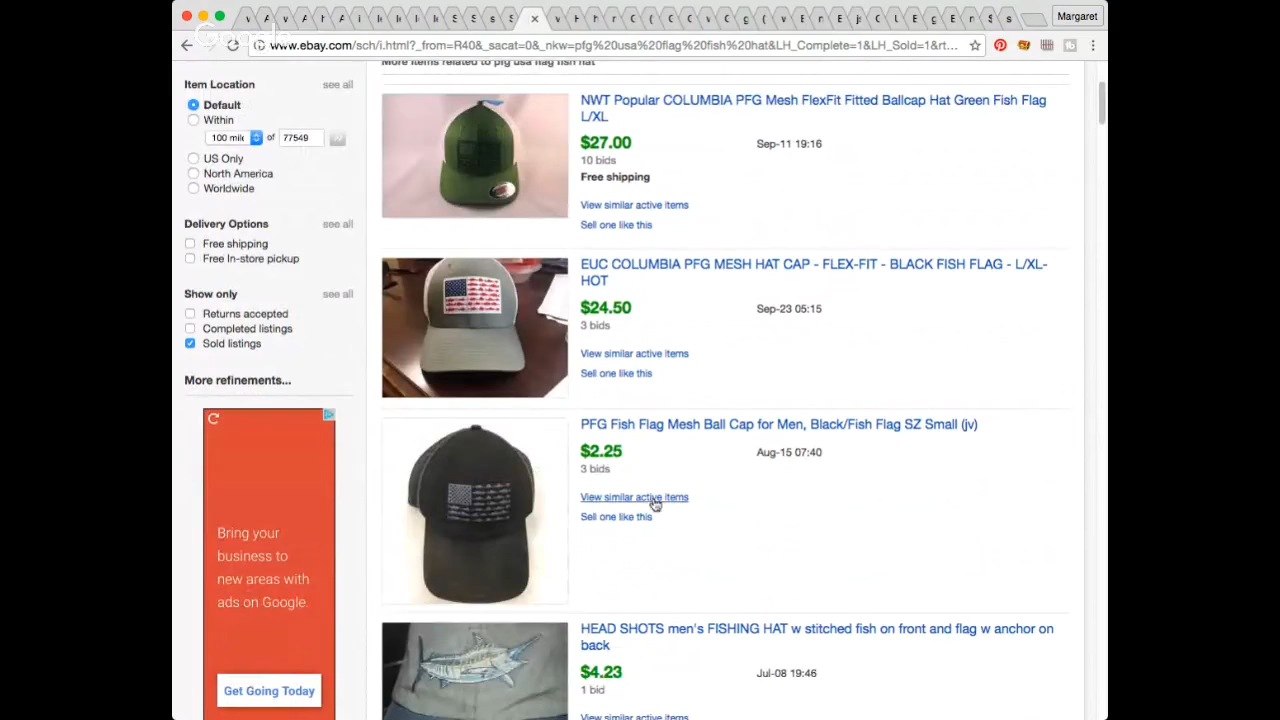 Margaret
Google
www.ebay.com/sch/i.html?_from=R40&_sacat=0&_nkw=pfg%20usa%20flag%20fish%20hat&LH_Complete=1&LH_Sold=1&rt...
More items related to pfg usa flag fish hat
Item Location see all
Default
Within
100 mile of 77549
US Only
North America
Worldwide
Delivery Options see all
Free shipping
Free In-store pickup
Show only see all
Returns accepted
Completed listings
Sold listings
More refinements...
Bring your
business to
new areas with
ads on Google.
Get Going Today
NWT Popular COLUMBIA PFG Mesh FlexFit Fitted Ballcap Hat Green Fish Flag
L/XL
$27.00 Sep-11 19:16
10 bids
Free shipping
View similar active items
Sell one like this
EUC COLUMBIA PFG MESH HAT CAP - FLEX-FIT - BLACK FISH FLAG - L/XL-
HOT
$24.50 Sep-23 05:15
3 bids
View similar active items
Sell one like this
PFG Fish Flag Mesh Ball Cap for Men, Black/Fish Flag SZ Small (jv)
$2.25 Aug-15 07:40
3 bids
View similar active items
Sell one like this
HEAD SHOTS men's FISHING HAT w stitched fish on front and flag w anchor on
back
$4.23 Jul-08 19:46
1 bid
View similar active items